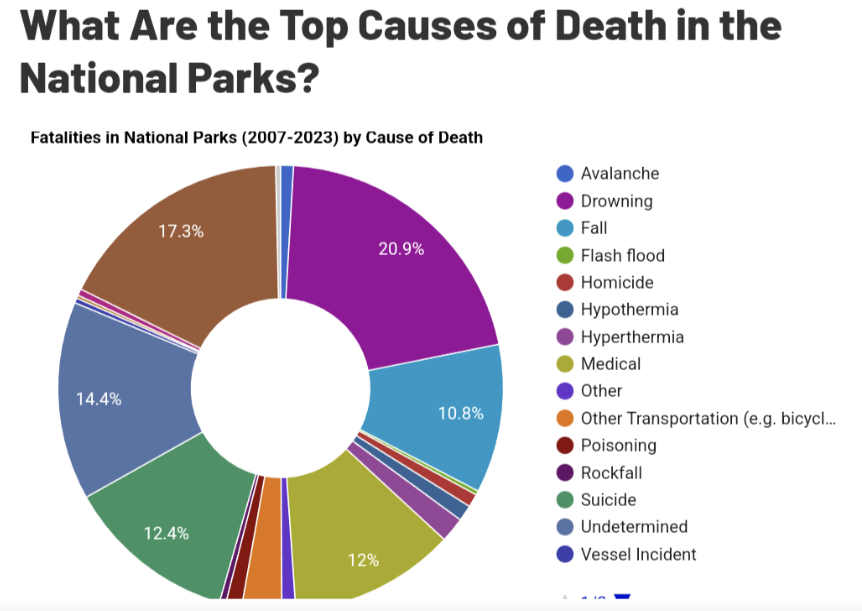 What Are the Top Causes of Death in the
National Parks?
Fatalities in National Parks (2007-2023) by Cause of Death
17.3%
20.9%
14.4%
10.8%
12.4%
12%
Avalanche
Drowning
Fall
Flash flood
Homicide
Hypothermia
Hyperthermia
Medical
Other
Other Transportation (e.g. bicycl...
Poisoning
Rockfall
Suicide
Undetermined
Vessel Incident